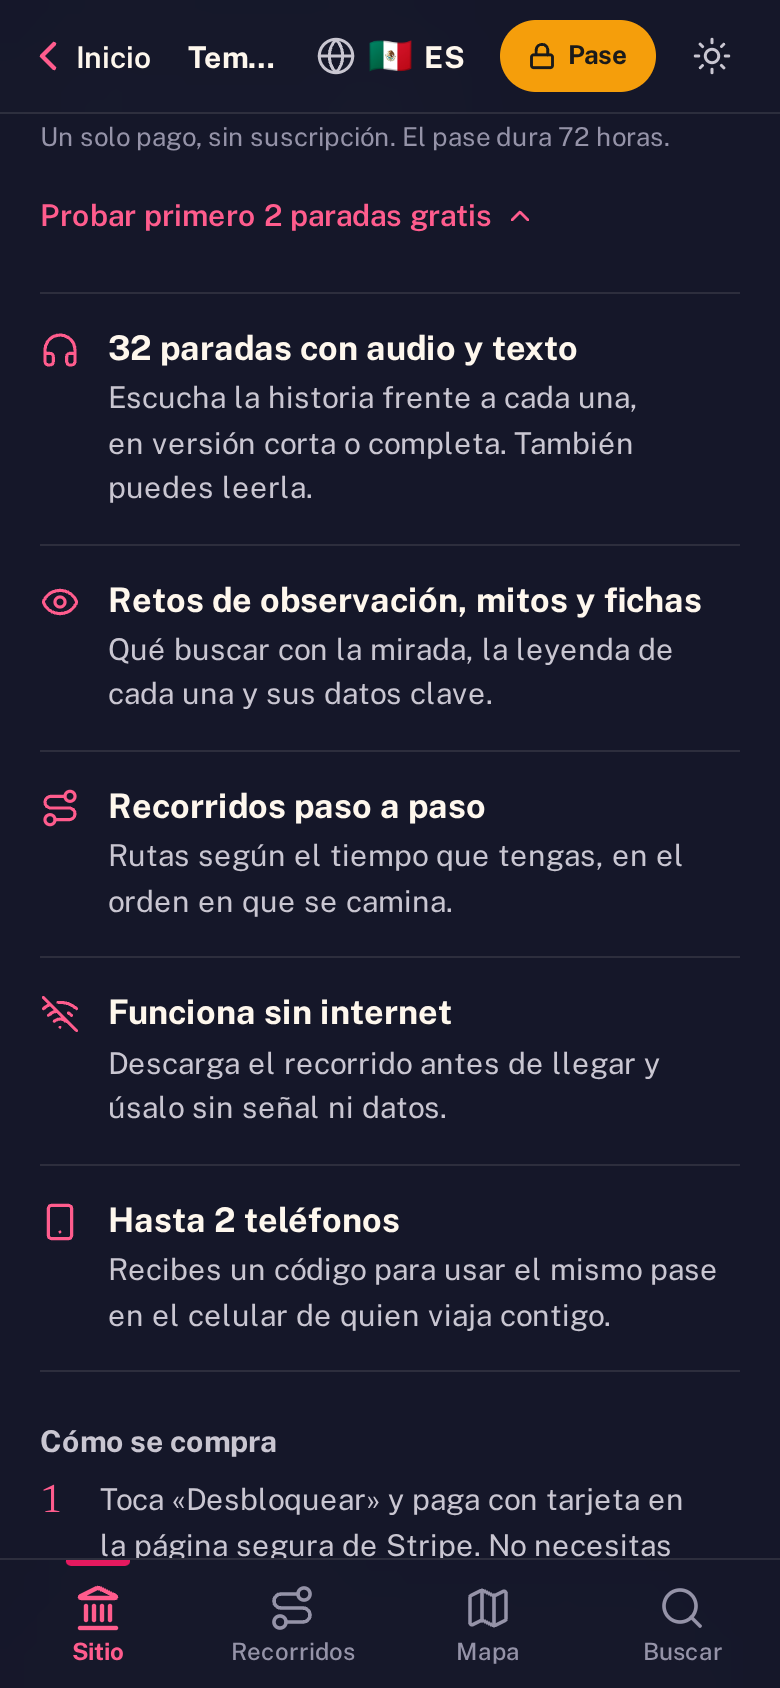 Inicio Tem... ES Pase
Un solo pago, sin suscripción. El pase dura 72 horas.
Probar primero 2 paradas gratis
32 paradas con audio y texto
Escucha la historia frente a cada una,
en versión corta o completa. También
puedes leerla.
Retos de observación, mitos y fichas
Qué buscar con la mirada, la leyenda de
cada una y sus datos clave.
Recorridos paso a paso
Rutas según el tiempo que tengas, en el
orden en que se camina.
Funciona sin internet
Descarga el recorrido antes de llegar y
úsalo sin señal ni datos.
Hasta 2 teléfonos
Recibes un código para usar el mismo pase
en el celular de quien viaja contigo.
Cómo se compra
1 Toca «Desbloquear» y paga con tarjeta en
la página segura de Stripe. No necesitas
Sitio Recorridos Mapa Buscar